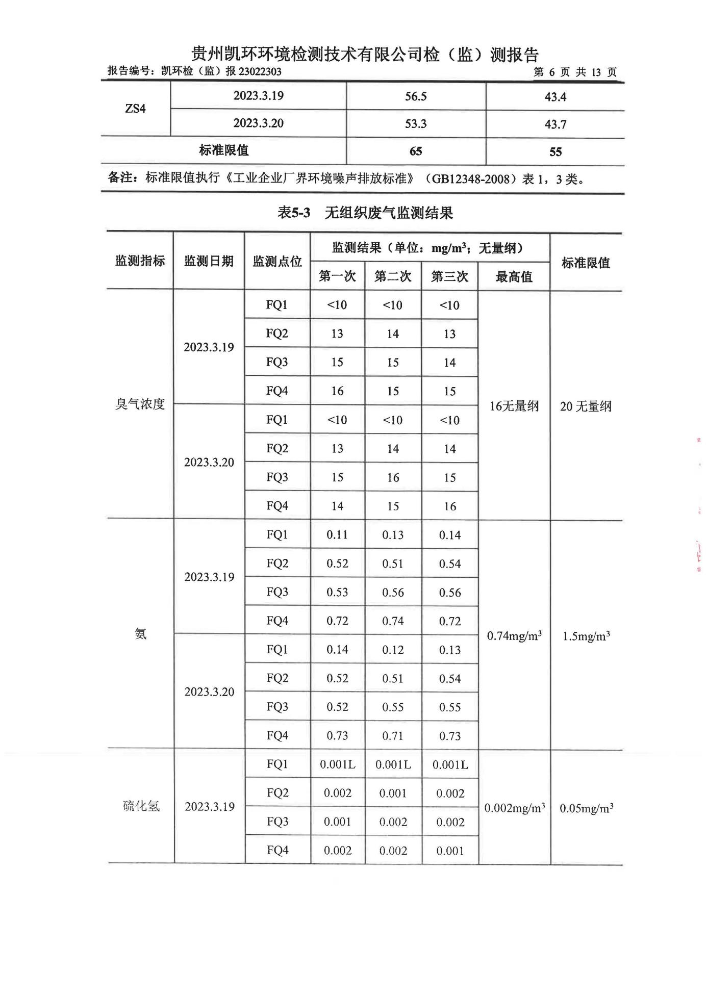 贵州凯环环境检测技术有限公司检（监）测报告
报告编号：凯环检（监）报 23022303 第 6 页 共 13 页
ZS4 2023.3.19 56.5 43.4
2023.3.20 53.3 43.7
标准限值 65 55
备注：标准限值执行《工业企业厂界环境噪声排放标准》（GB12348-2008）表 1，3 类。
表5-3 无组织废气监测结果
监测指标 监测日期 监测点位 监测结果（单位：mg/m³；无量纲） 标准限值
第一次 第二次 第三次 最高值
臭气浓度 2023.3.19 FQ1 <10 <10 <10 16无量纲 20 无量纲
FQ2 13 14 13
FQ3 15 15 14
FQ4 16 15 15
2023.3.20 FQ1 <10 <10 <10
FQ2 13 14 14
FQ3 15 16 15
FQ4 14 15 16
氨 2023.3.19 FQ1 0.11 0.13 0.14 0.74mg/m³ 1.5mg/m³
FQ2 0.52 0.51 0.54
FQ3 0.53 0.56 0.56
FQ4 0.72 0.74 0.72
2023.3.20 FQ1 0.14 0.12 0.13
FQ2 0.52 0.51 0.54
FQ3 0.52 0.55 0.55
FQ4 0.73 0.71 0.73
硫化氢 2023.3.19 FQ1 0.001L 0.001L 0.001L 0.002mg/m³ 0.05mg/m³
FQ2 0.002 0.001 0.002
FQ3 0.001 0.002 0.002
FQ4 0.002 0.002 0.001